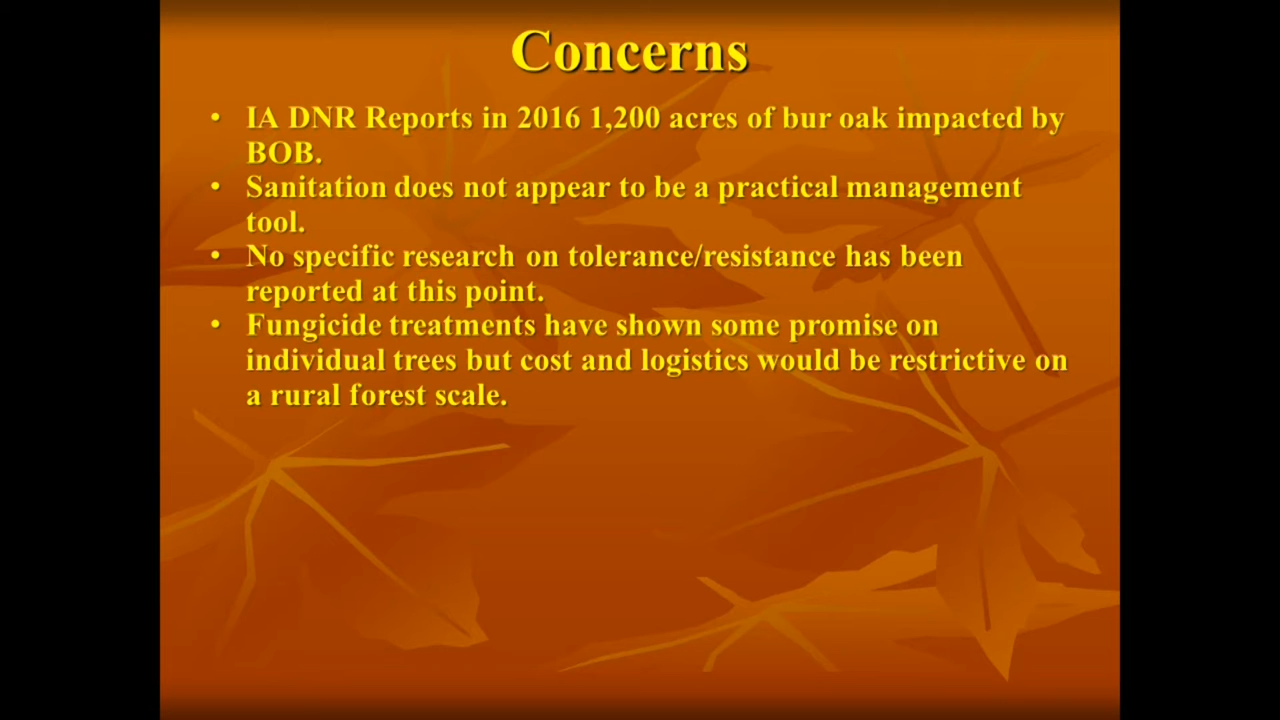 Concerns
• IA DNR Reports in 2016 1,200 acres of bur oak impacted by
BOB.
• Sanitation does not appear to be a practical management
tool.
• No specific research on tolerance/resistance has been
reported at this point.
• Fungicide treatments have shown some promise on
individual trees but cost and logistics would be restrictive on
a rural forest scale.